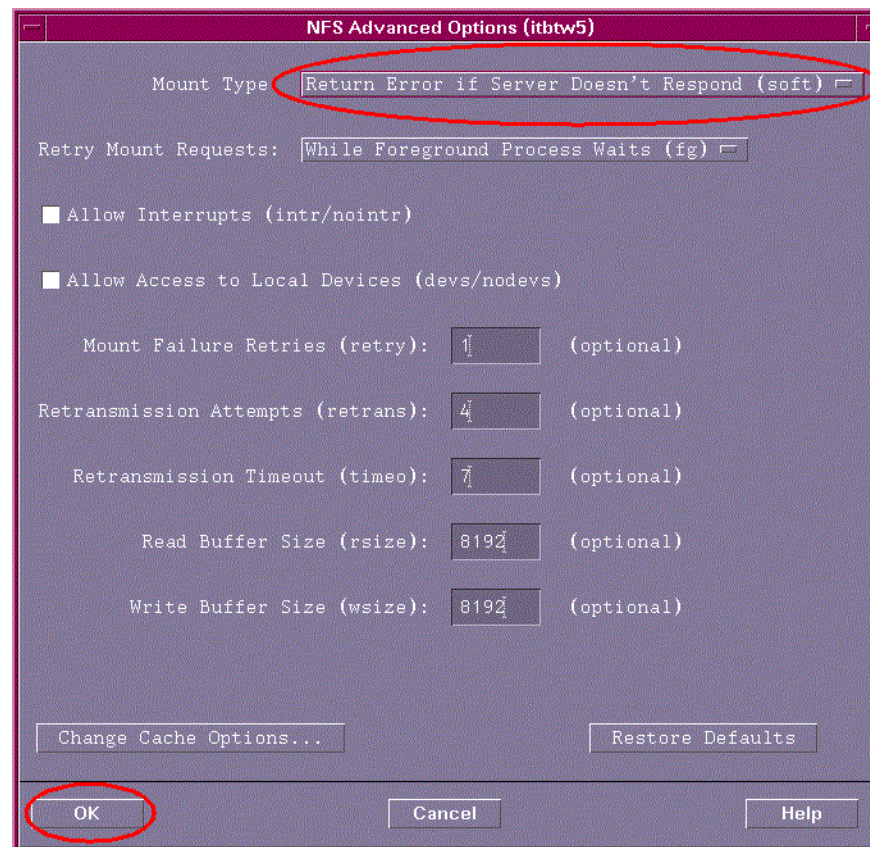 NFS Advanced Options (itbtw5)
Mount Type Return Error if Server Doesn't Respond (soft)
Retry Mount Requests: While Foreground Process Waits (fg)
Allow Interrupts (intr/nointr)
Allow Access to Local Devices (devs/nodevs)
Mount Failure Retries (retry): 1 (optional)
Retransmission Attempts (retrans): 4 (optional)
Retransmission Timeout (timeo): 7 (optional)
Read Buffer Size (rsize): 8192 (optional)
Write Buffer Size (wsize): 8192 (optional)
Change Cache Options... Restore Defaults
OK Cancel Help